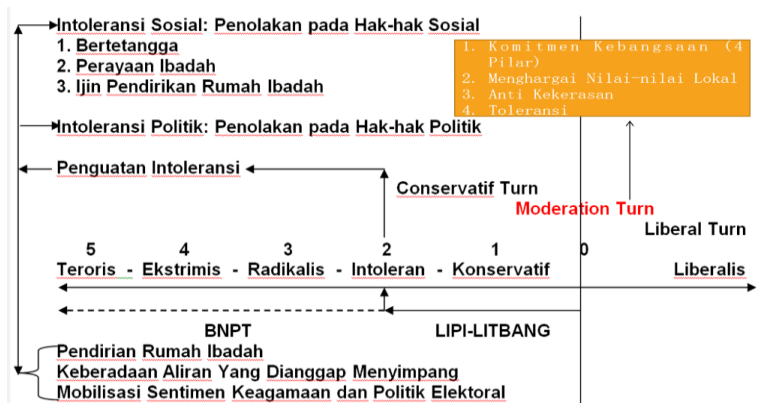 Intoleransi Sosial: Penolakan pada Hak-hak Sosial
1. Bertetangga
2. Perayaan Ibadah
3. Ijin Pendirikan Rumah Ibadah
1. Komitmen Kebangsaan (4
Pilar)
2. Menghargai Nilai-nilai Lokal
3. Anti Kekerasan
4. Toleransi
Intoleransi Politik: Penolakan pada Hak-hak Politik
Penguatan Intoleransi
Conservatif Turn
Moderation Turn
Liberal Turn
5 4 3 2 1 0
Teroris - Ekstrimis - Radikalis - Intoleran - Konservatif Liberalis
BNPT LIPI-LITBANG
Pendirian Rumah Ibadah
Keberadaan Aliran Yang Dianggap Menyimpang
Mobilisasi Sentimen Keagamaan dan Politik Elektoral